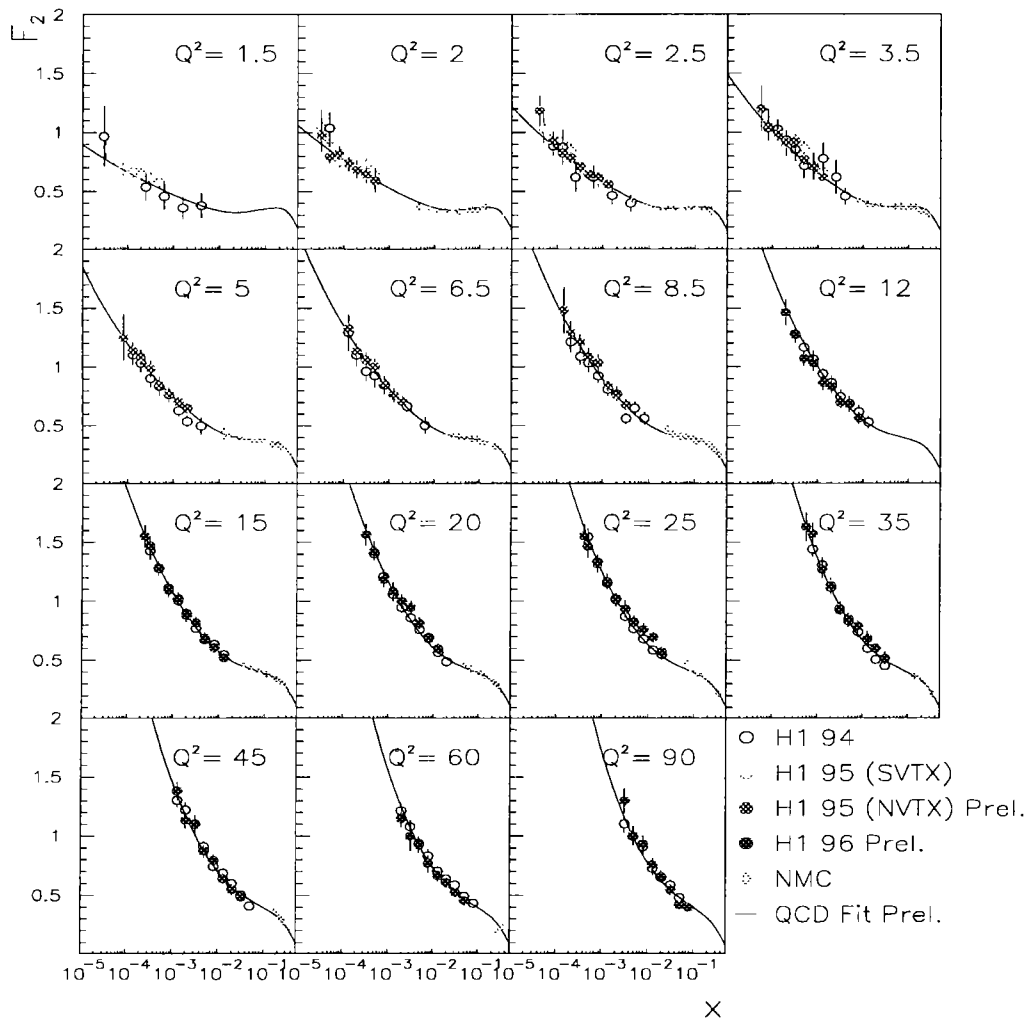 F₂
2
1.5
1
0.5
Q²= 1.5
Q²= 2
Q²= 2.5
Q²= 3.5
2
1.5
1
0.5
Q²= 5
Q²= 6.5
Q²= 8.5
Q²= 12
2
1.5
1
0.5
Q²= 15
Q²= 20
Q²= 25
Q²= 35
2
1.5
1
0.5
Q²= 45
Q²= 60
Q²= 90
H1 94
H1 95 (SVTX)
H1 95 (NVTX) Prel.
H1 96 Prel.
NMC
QCD Fit Prel.
10⁻⁵ 10⁻⁴ 10⁻³ 10⁻² 10⁻¹ 10⁻⁴ 10⁻³ 10⁻² 10⁻¹ 10⁻⁴ 10⁻³ 10⁻² 10⁻¹
x